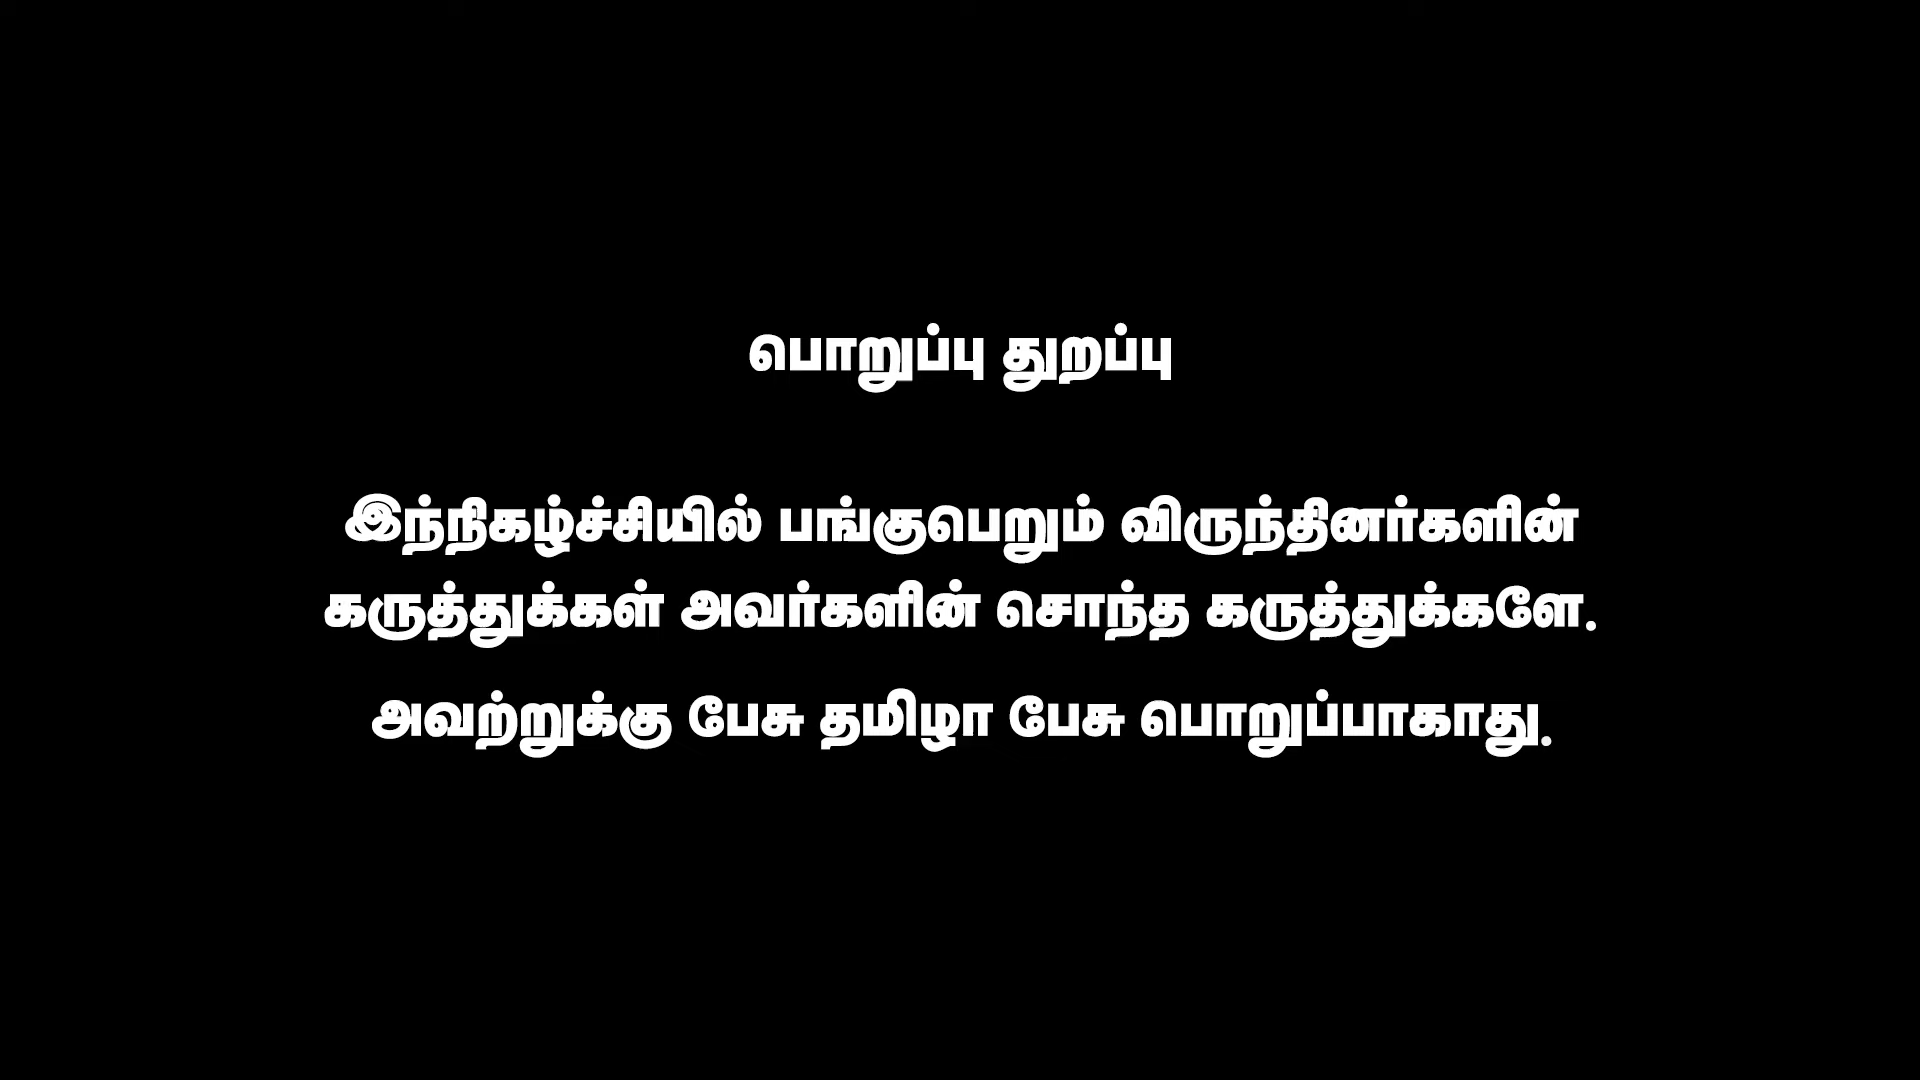 பொறுப்பு துறப்பு
இந்நிகழ்ச்சியில் பங்குபெறும் விருந்தினர்களின்
கருத்துக்கள் அவர்களின் சொந்த கருத்துக்களே.
அவற்றுக்கு பேசு தமிழா பேசு பொறுப்பாகாது.